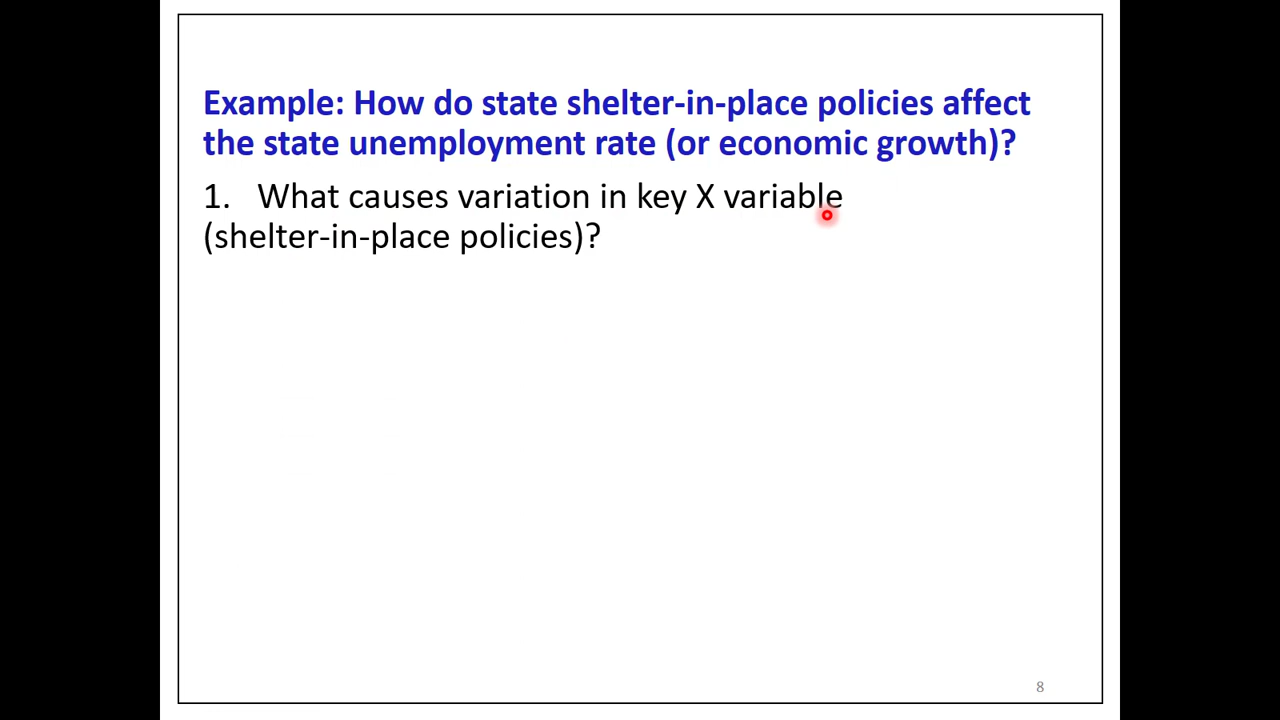 Example: How do state shelter-in-place policies affect
the state unemployment rate (or economic growth)?
1. What causes variation in key X variable
(shelter-in-place policies)?
8